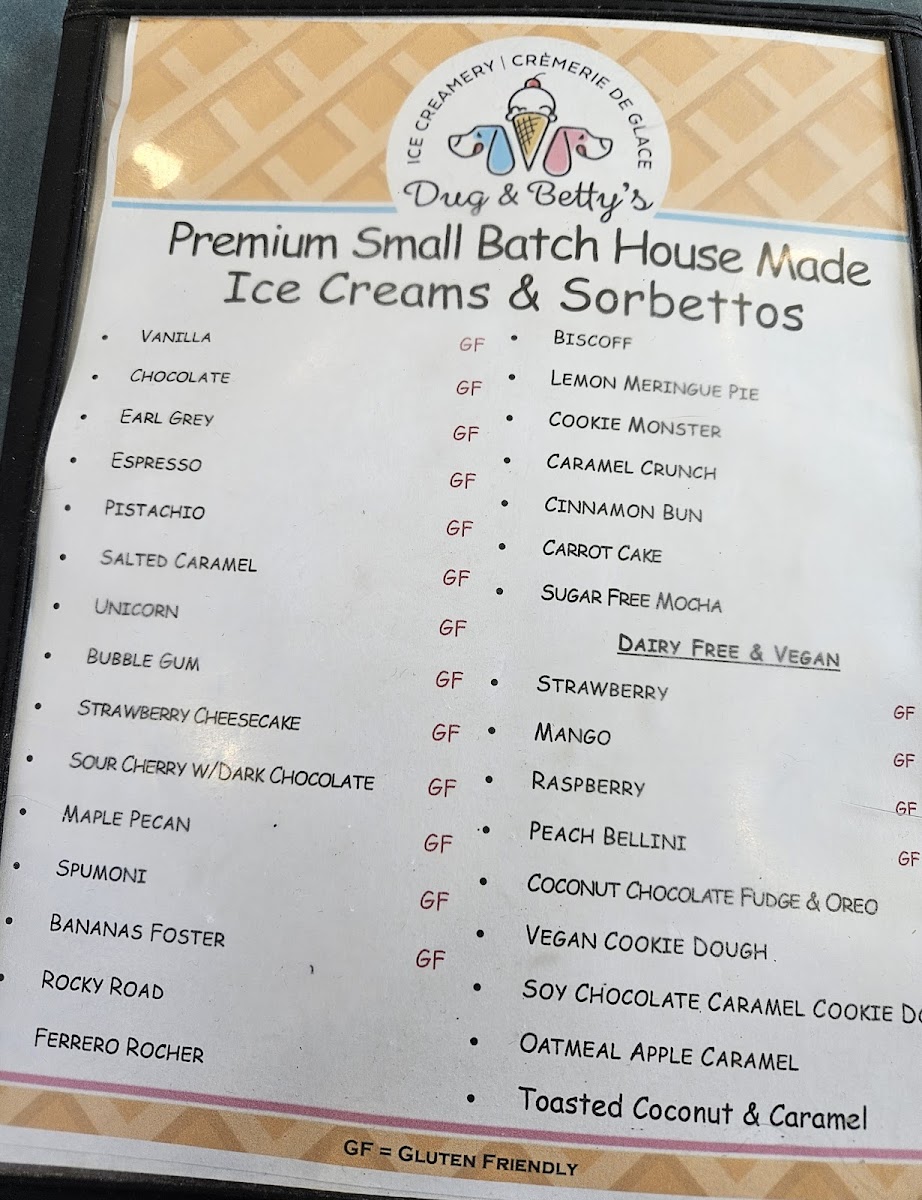 ICE CREAMERY | CRÈMERIE DE GLACE
Dug & Betty's
Premium Small Batch House Made
Ice Creams & Sorbettos
• VANILLA GF
• CHOCOLATE GF
• EARL GREY GF
• ESPRESSO GF
• PISTACHIO GF
• SALTED CARAMEL GF
• UNICORN GF
• BUBBLE GUM GF
• STRAWBERRY CHEESECAKE GF
• SOUR CHERRY W/DARK CHOCOLATE GF
• MAPLE PECAN GF
• SPUMONI GF
• BANANAS FOSTER GF
• ROCKY ROAD
FERRERO ROCHER
• BISCOFF
• LEMON MERINGUE PIE
• COOKIE MONSTER
• CARAMEL CRUNCH
• CINNAMON BUN
• CARROT CAKE
• SUGAR FREE MOCHA
DAIRY FREE & VEGAN
• STRAWBERRY GF
• MANGO GF
• RASPBERRY GF
• PEACH BELLINI GF
• COCONUT CHOCOLATE FUDGE & OREO
• VEGAN COOKIE DOUGH
• SOY CHOCOLATE CARAMEL COOKIE
• OATMEAL APPLE CARAMEL
• Toasted Coconut & Caramel
GF = GLUTEN FRIENDLY